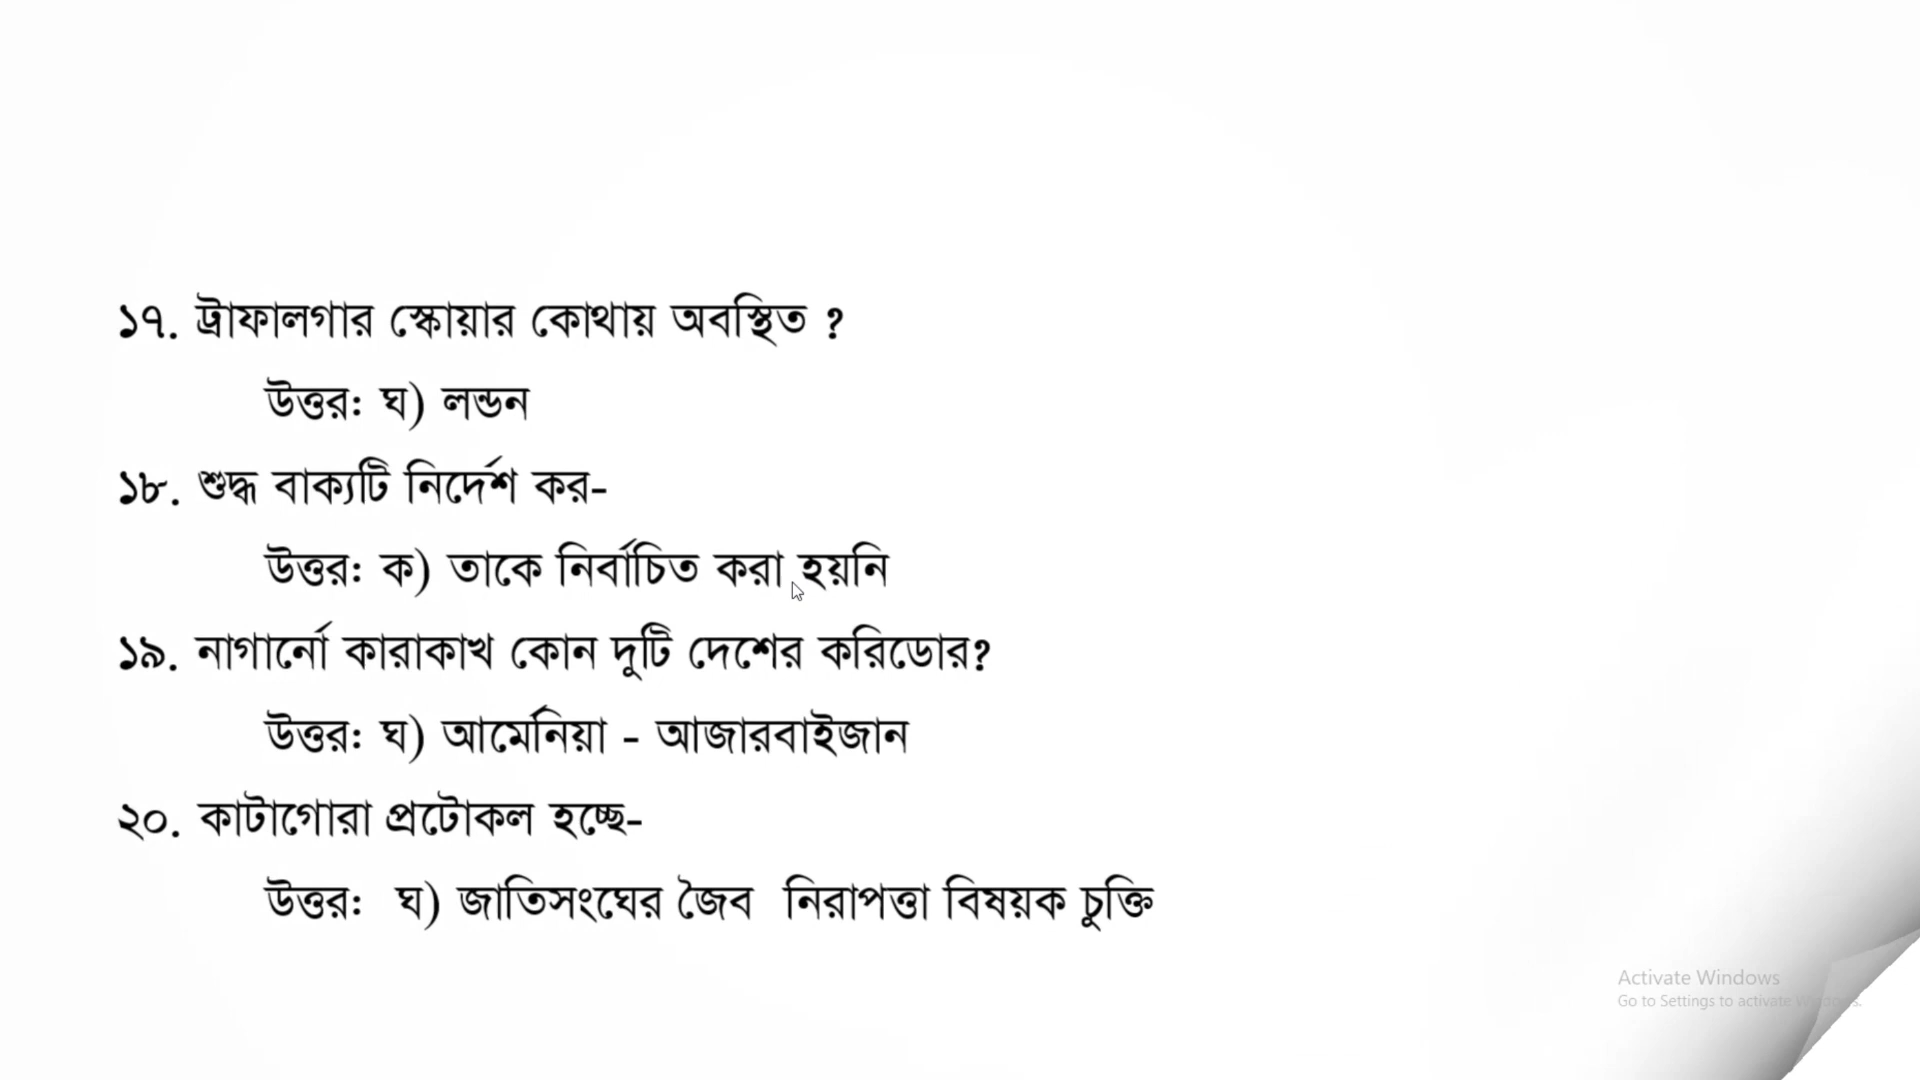 ১৭. ট্রাফালগার স্কোয়ার কোথায় অবস্থিত ?
উত্তর: ঘ) লন্ডন
১৮. শুদ্ধ বাক্যটি নির্দেশ কর-
উত্তর: ক) তাকে নির্বাচিত করা হয়নি
১৯. নাগার্নো কারাকাখ কোন দুটি দেশের করিডোর?
উত্তর: ঘ) আর্মেনিয়া - আজারবাইজান
২০. কাটাগোরা প্রটোকল হচ্ছে-
উত্তর: ঘ) জাতিসংঘের জৈব নিরাপত্তা বিষয়ক চুক্তি
Activate Windows
Go to Settings to activate Windows.